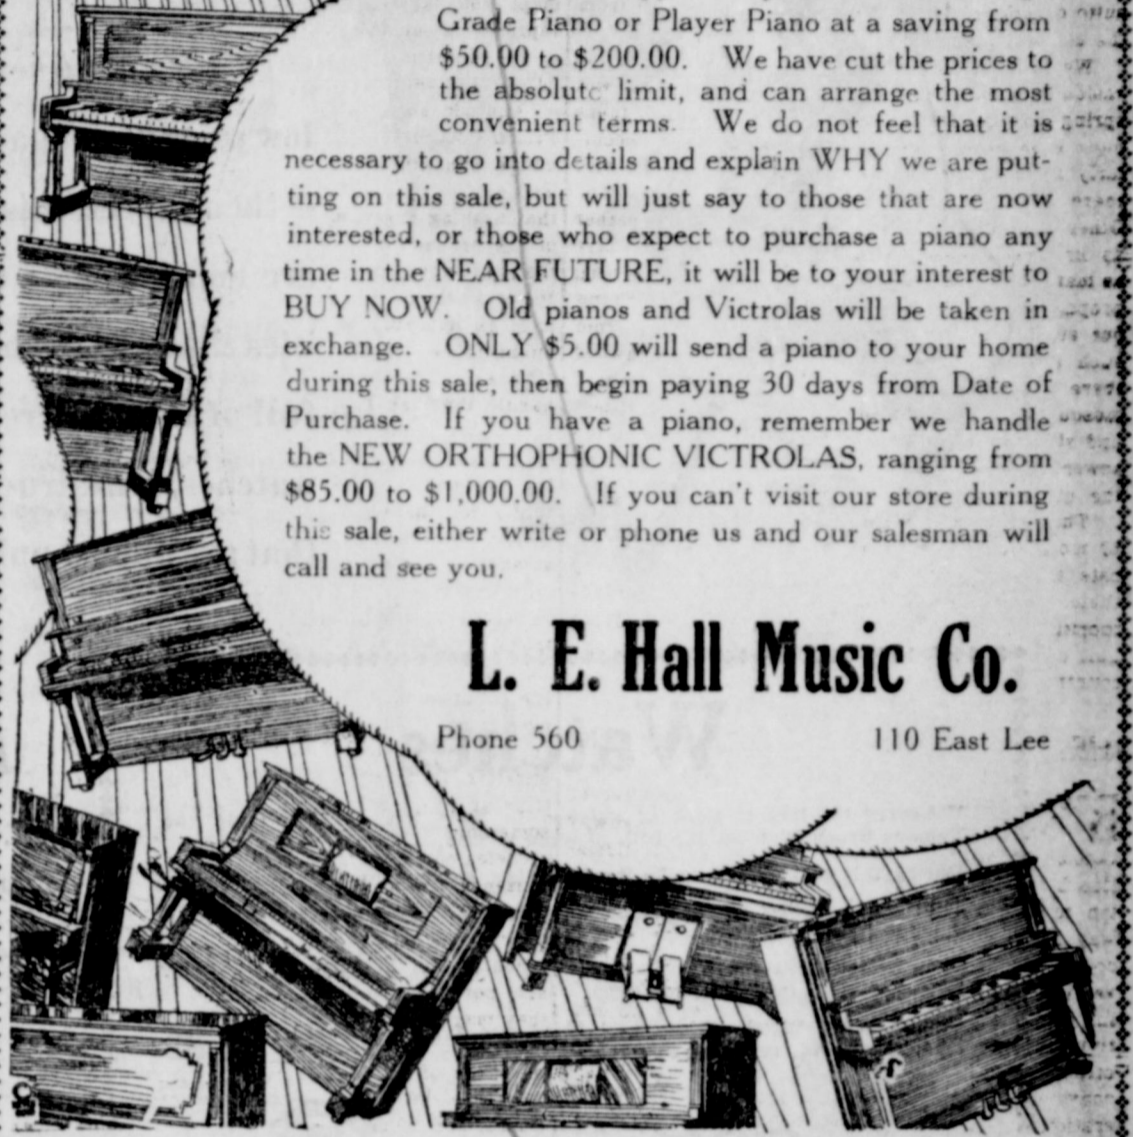 Grade Piano or Player Piano at a saving from
$50.00 to $200.00. We have cut the prices to
the absolute limit, and can arrange the most
convenient terms. We do not feel that it is
necessary to go into details and explain WHY we are put-
ting on this sale, but will just say to those that are now
interested, or those who expect to purchase a piano any
time in the NEAR FUTURE, it will be to your interest to
BUY NOW. Old pianos and Victrolas will be taken in
exchange. ONLY $5.00 will send a piano to your home
during this sale, then begin paying 30 days from Date of
Purchase. If you have a piano, remember we handle
the NEW ORTHOPHONIC VICTROLAS, ranging from
$85.00 to $1,000.00. If you can't visit our store during
this sale, either write or phone us and our salesman will
call and see you.
L. E. Hall Music Co.
Phone 560 110 East Lee